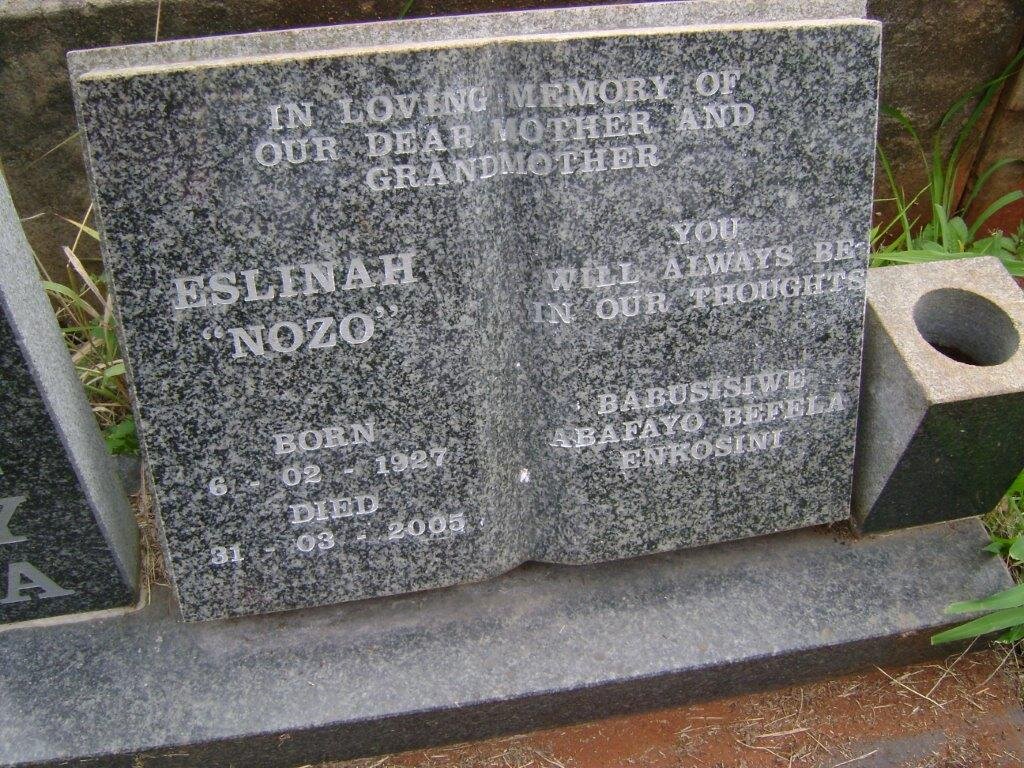 IN LOVING MEMORY OF
OUR DEAR MOTHER AND
GRANDMOTHER
ESLINAH
"NOZO"
BORN
6 - 02 - 1927
DIED
31 - 03 - 2005
YOU
WILL ALWAYS BE
IN OUR THOUGHTS
BABUSISIWE
ABAFAYO BEFELA
ENKOSINI
A